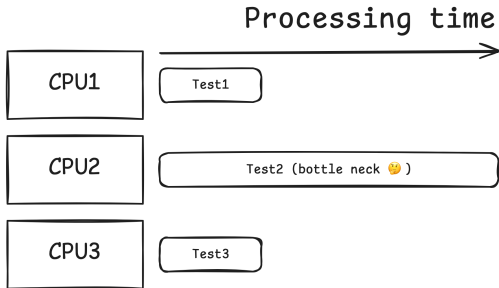 Processing time
CPU1
Test1
CPU2
Test2 (bottle neck 🤔 )
CPU3
Test3